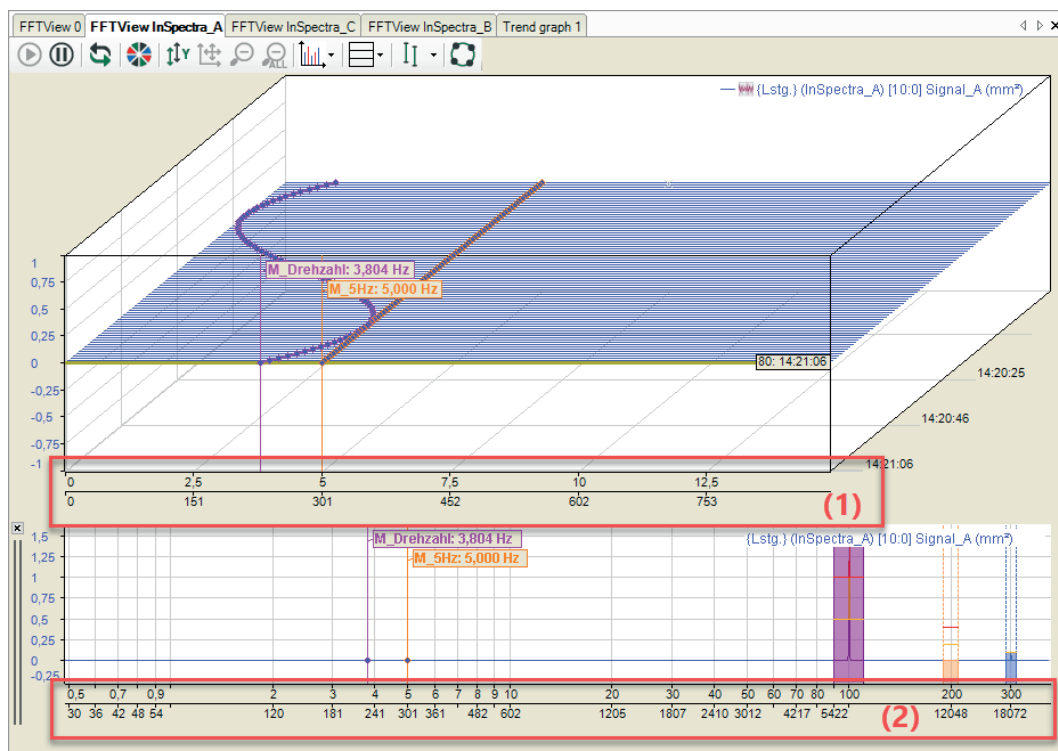 FFTView 0 FFTView InSpectra_A FFTView InSpectra_C FFTView InSpectra_B Trend graph 1
Y ALL
{Lstg.} (InSpectra_A) [10:0] Signal_A (mm²)
1
M_Drehzahl: 3,804 Hz
0,75
M_5Hz: 5,000 Hz
0,5
0,25
0
80: 14:21:06
-0,25
14:20:25
-0,5
14:20:46
-0,75
-1
14:21:06
0 2,5 5 7,5 10 12,5
0 151 301 452 602 753
(1)
1,5
M_Drehzahl: 3,804 Hz
{Lstg.} (InSpectra_A) [10:0] Signal_A (mm²)
1,25
M_5Hz: 5,000 Hz
1
0,75
0,5
0,25
0
-0,25
0,5 0,7 0,9 2 3 4 5 6 7 8 9 10 20 30 40 50 60 70 80 100 200 300
30 36 42 48 54 120 181 241 301 361 482 602 1205 1807 2410 3012 4217 5422 12048 18072
(2)